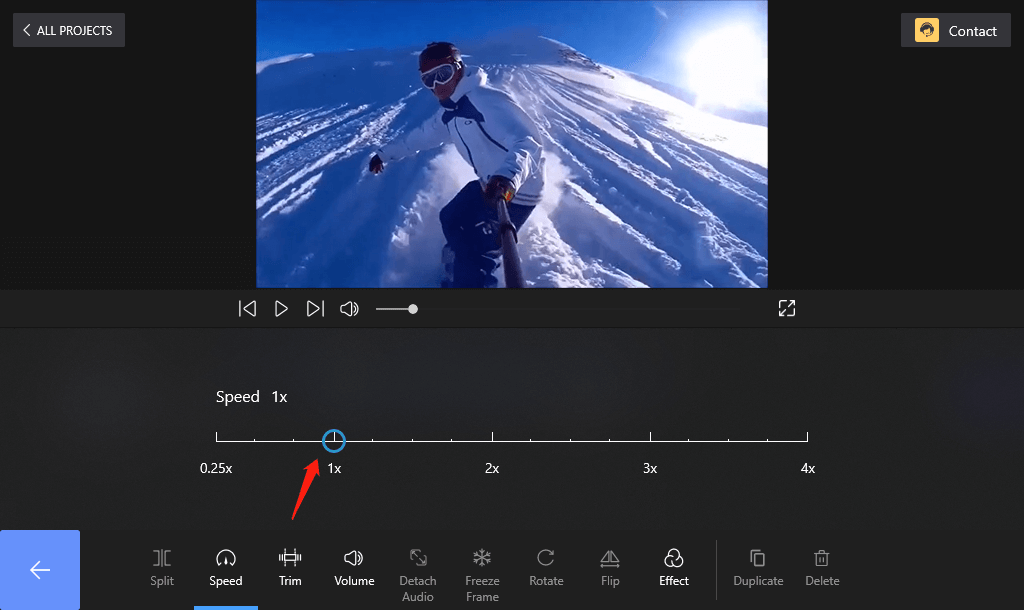 ALL PROJECTS
Contact
Speed 1x
0.25x 1x 2x 3x 4x
Split Speed Trim Volume Detach Audio Freeze Frame Rotate Flip Effect Duplicate Delete